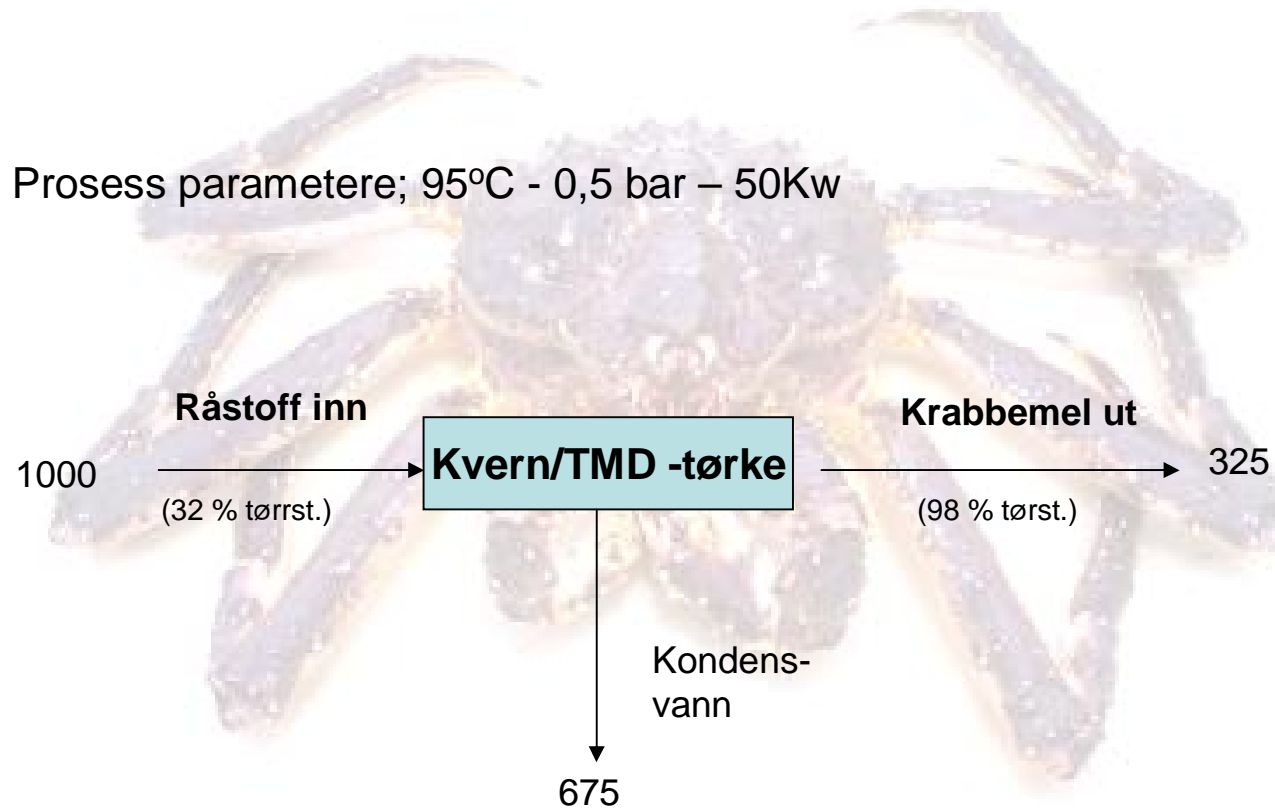 Prosess parametere; 95ºC - 0,5 bar – 50Kw
Råstoff inn
1000
(32 % tørrst.)
Kvern/TMD -tørke
Krabbemel ut
325
(98 % tørst.)
Kondens-
vann
675